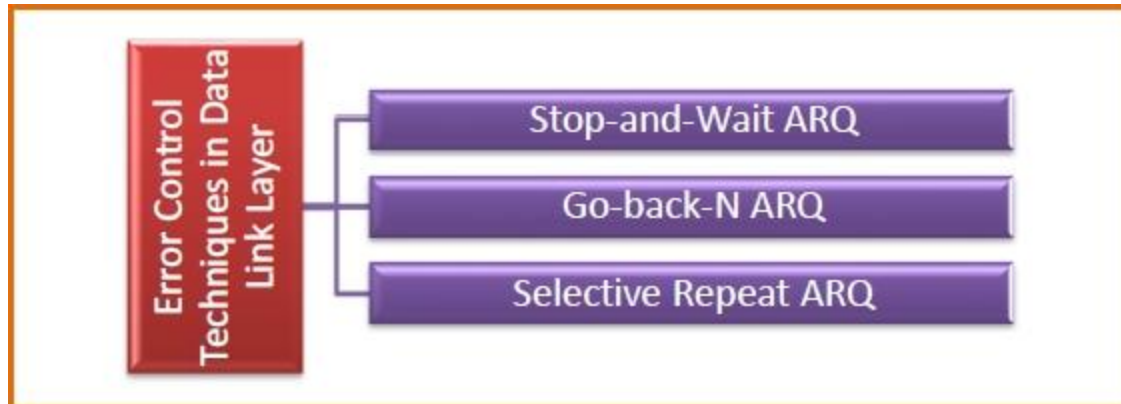 Error Control
Techniques in Data
Link Layer
Stop-and-Wait ARQ
Go-back-N ARQ
Selective Repeat ARQ